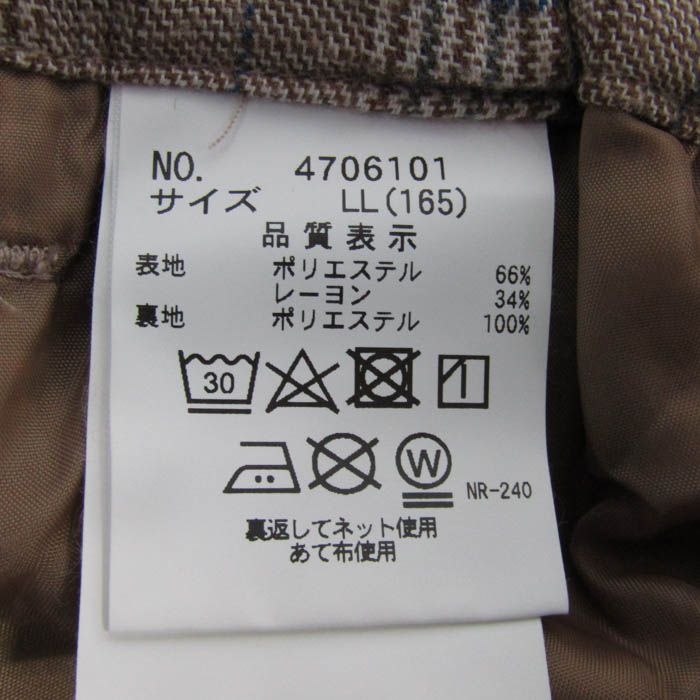 NO. 4706101
サイズ LL(165)
品質表示
表地 ポリエステル 66%
レーヨン 34%
裏地 ポリエステル 100%
30
W NR-240
裏返してネット使用
あて布使用